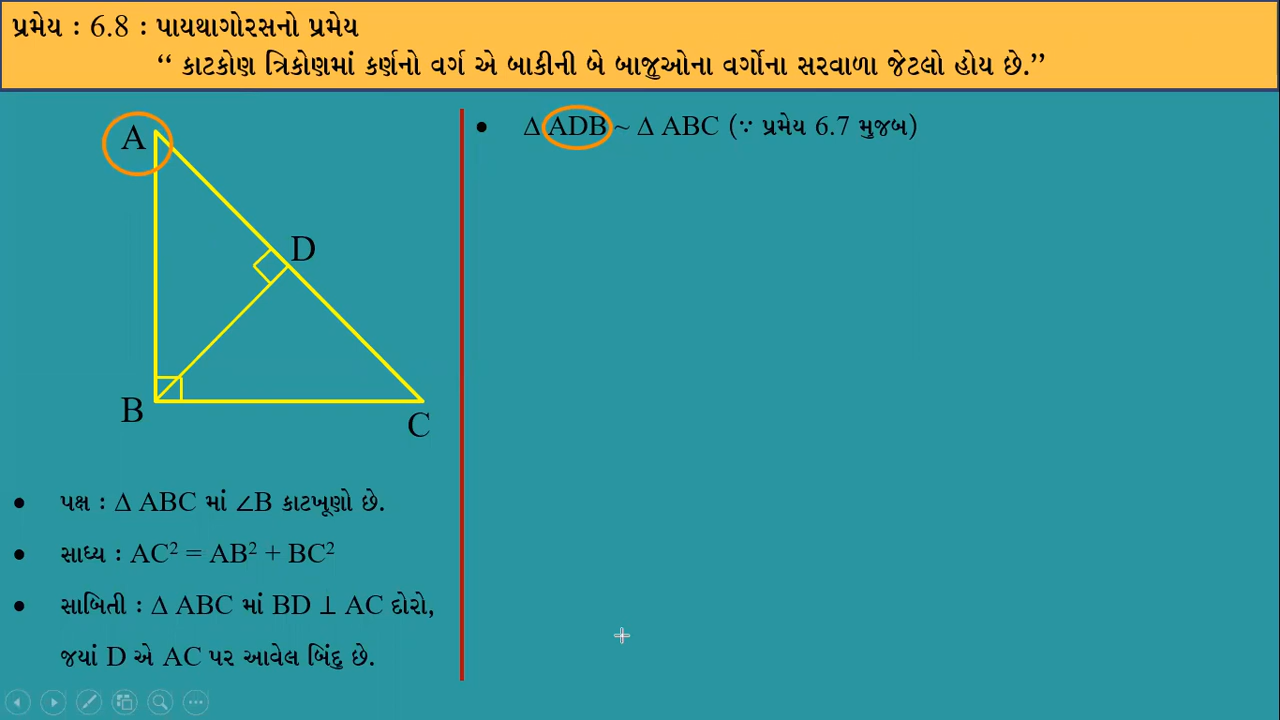 પ્રમેય : 6.8 : પાયથાગોરસનો પ્રમેય
“ કાટકોણ ત્રિકોણમાં કર્ણનો વર્ગ એ બાકીની બે બાજુઓના વર્ગોના સરવાળા જેટલો હોય છે.”
A
D
B
C
• પક્ષ : Δ ABC માં ∠B કાટખૂણો છે.
• સાધ્ય : AC² = AB² + BC²
• સાબિતી : Δ ABC માં BD ⊥ AC દોરો,
જયાં D એ AC પર આવેલ બિંદુ છે.
• Δ ADB ~ Δ ABC (∵ પ્રમેય 6.7 મુજબ)